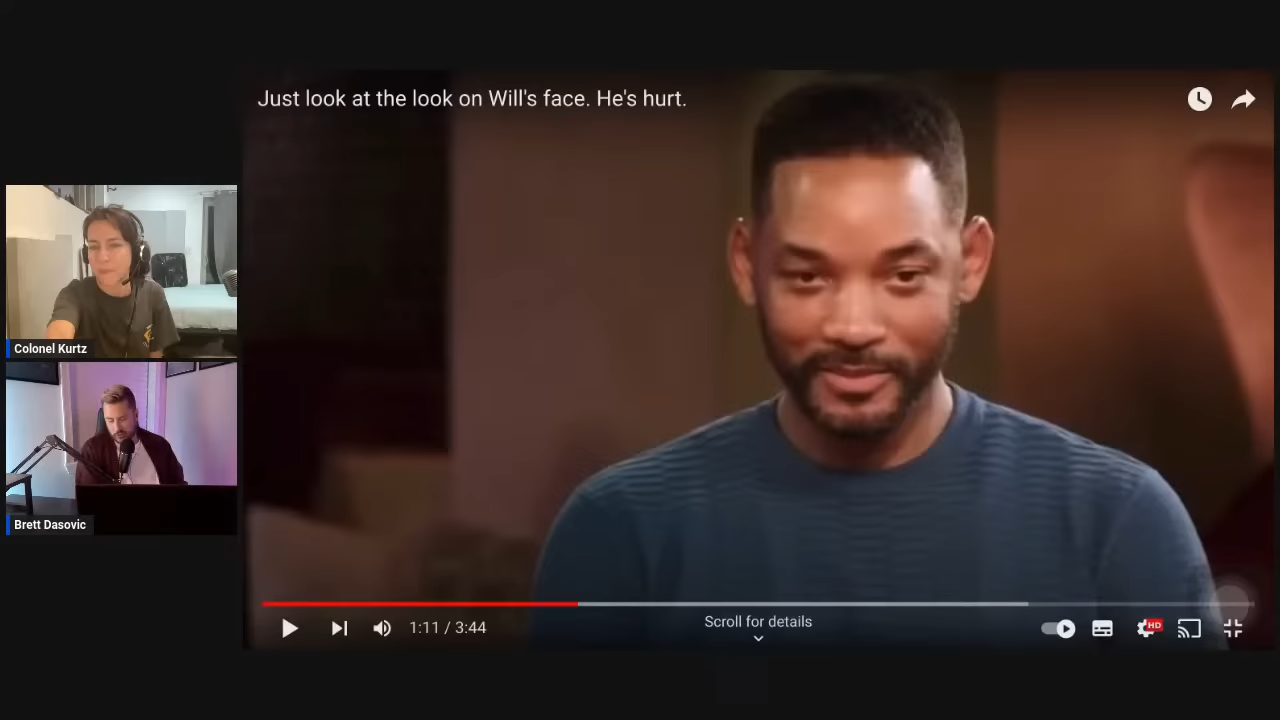 Just look at the look on Will's face. He's hurt.
Colonel Kurtz
Brett Dasovic
1:11 / 3:44
Scroll for details
HD